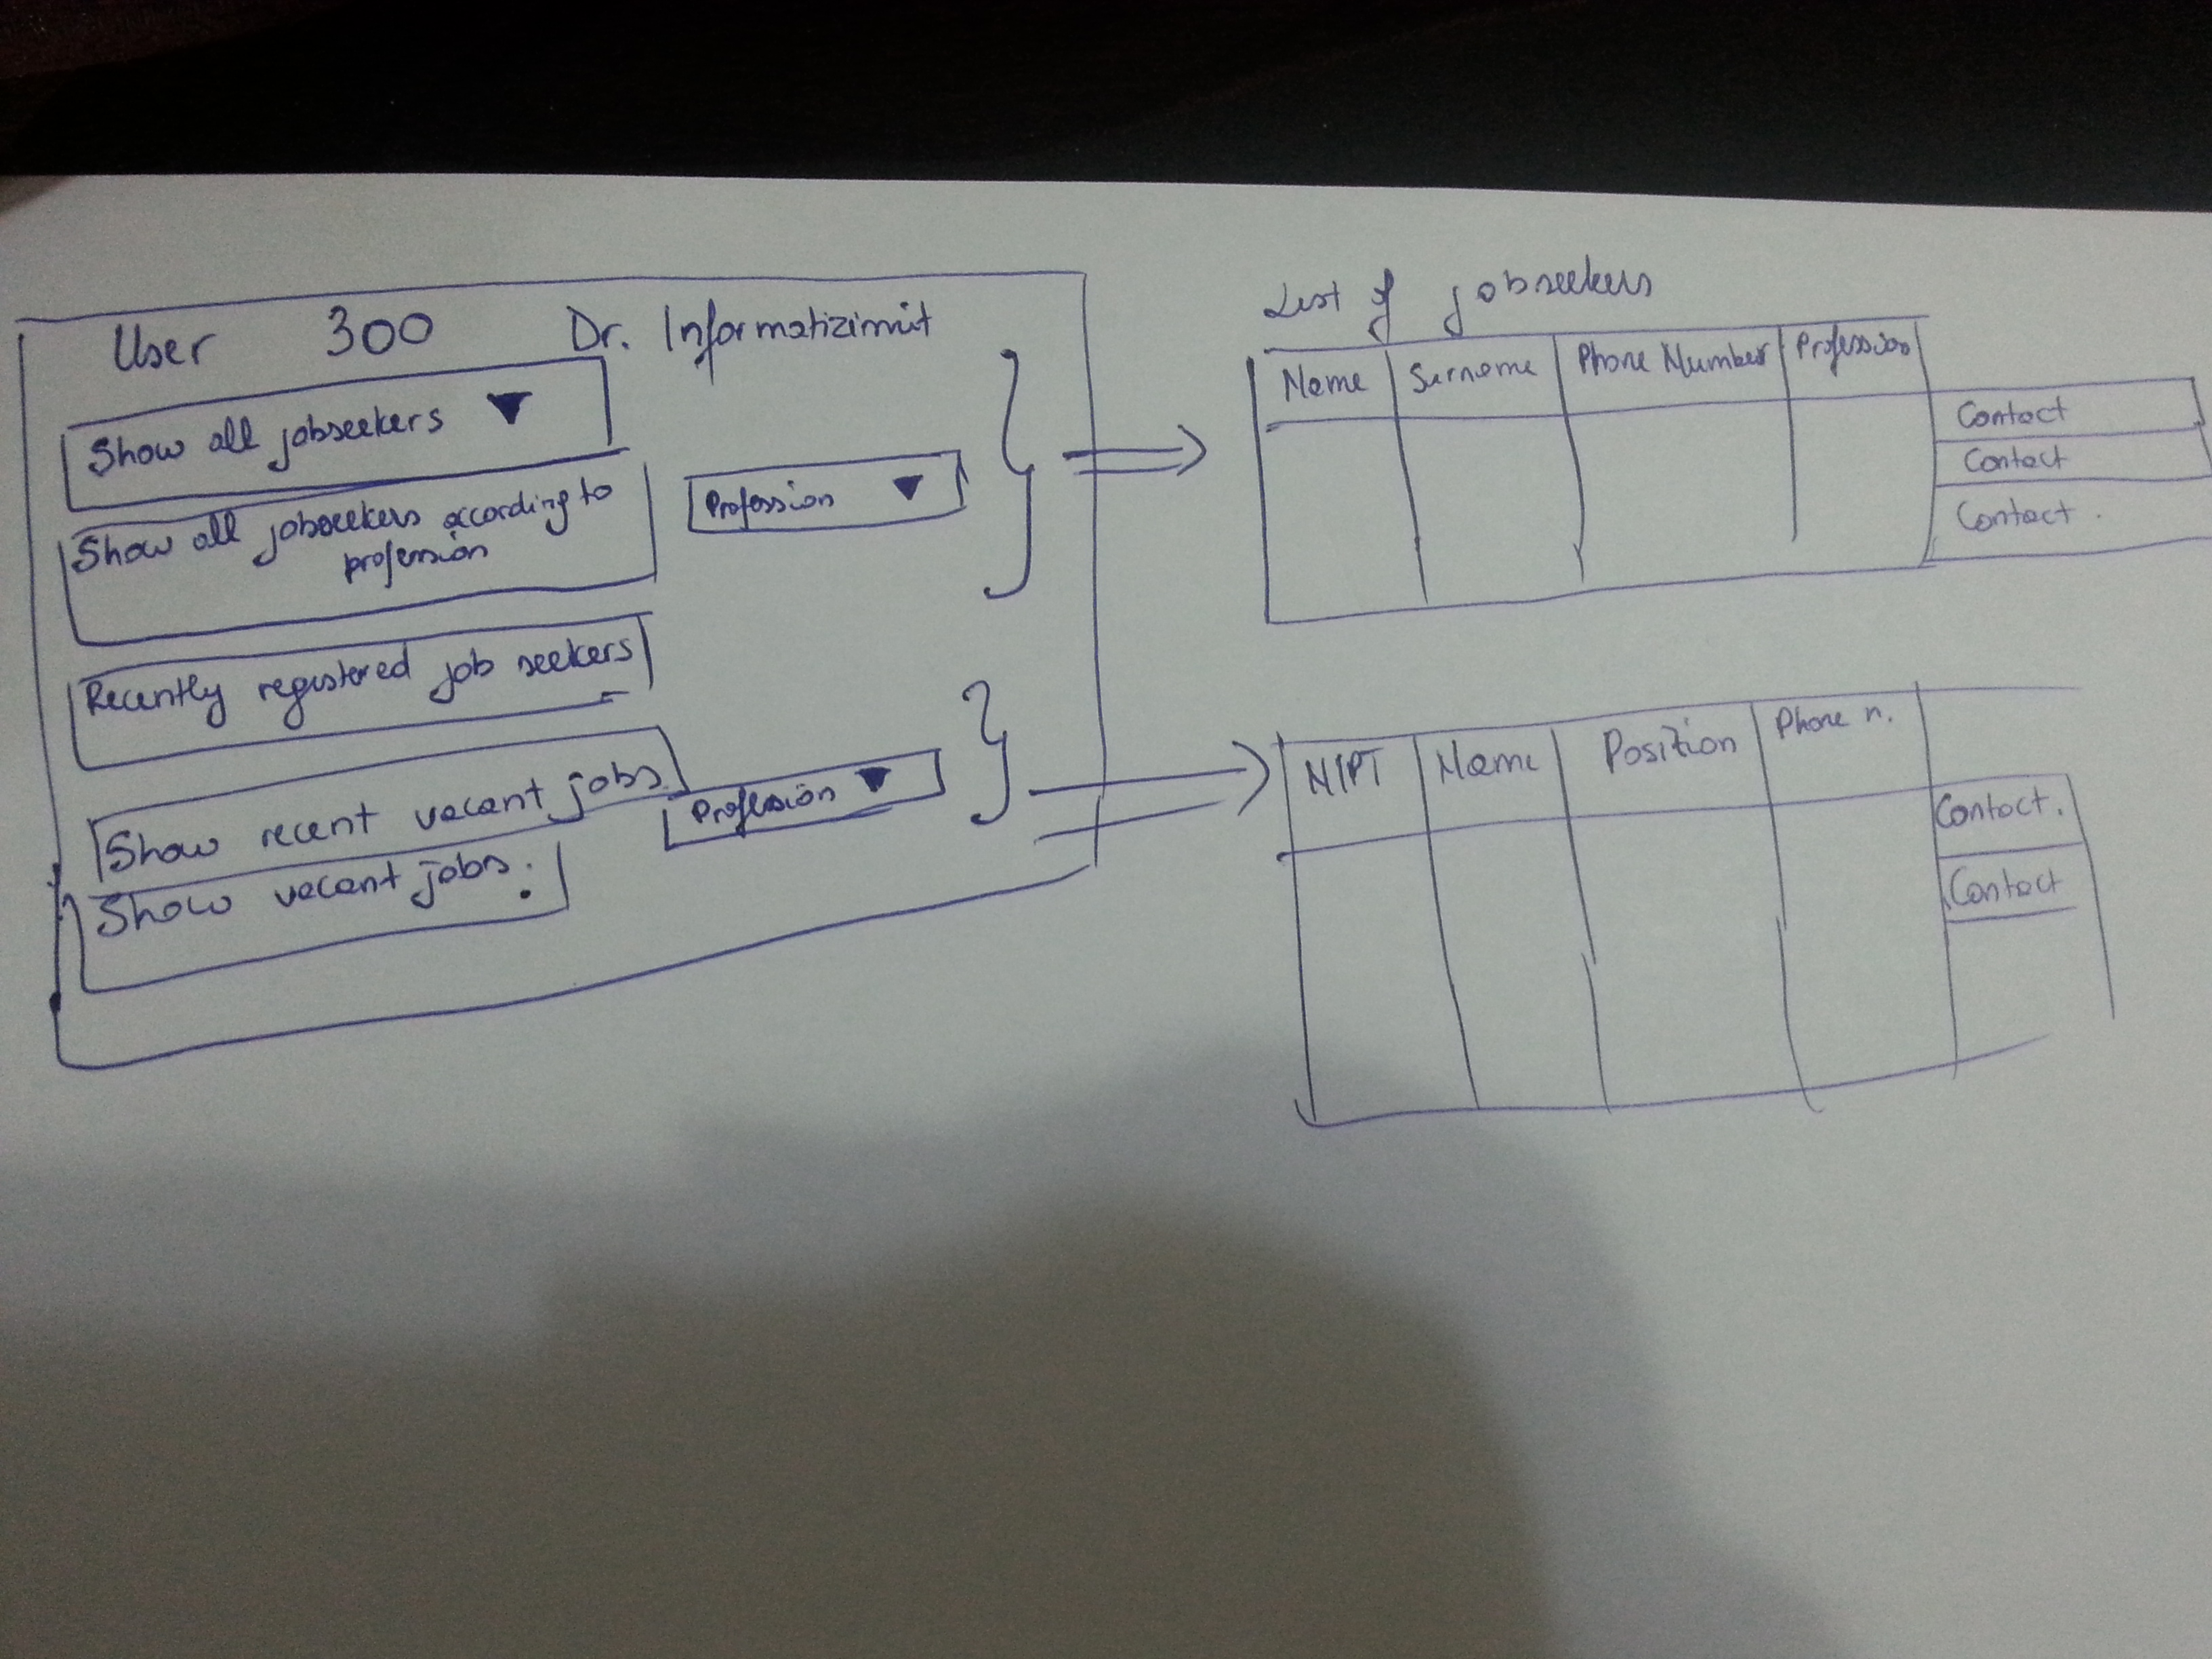 User 300 Dr. Informatizimit
Show all jobseekers
Show all jobseekers according to
profession
Profession
Recently registered job seekers
Show recent vacant jobs
Profession
Show vacant jobs.
List of jobseekers
Name Surname Phone Number Profession
Contact
Contact
Contact.
NIPT Name Position Phone n.
Contact.
Contact